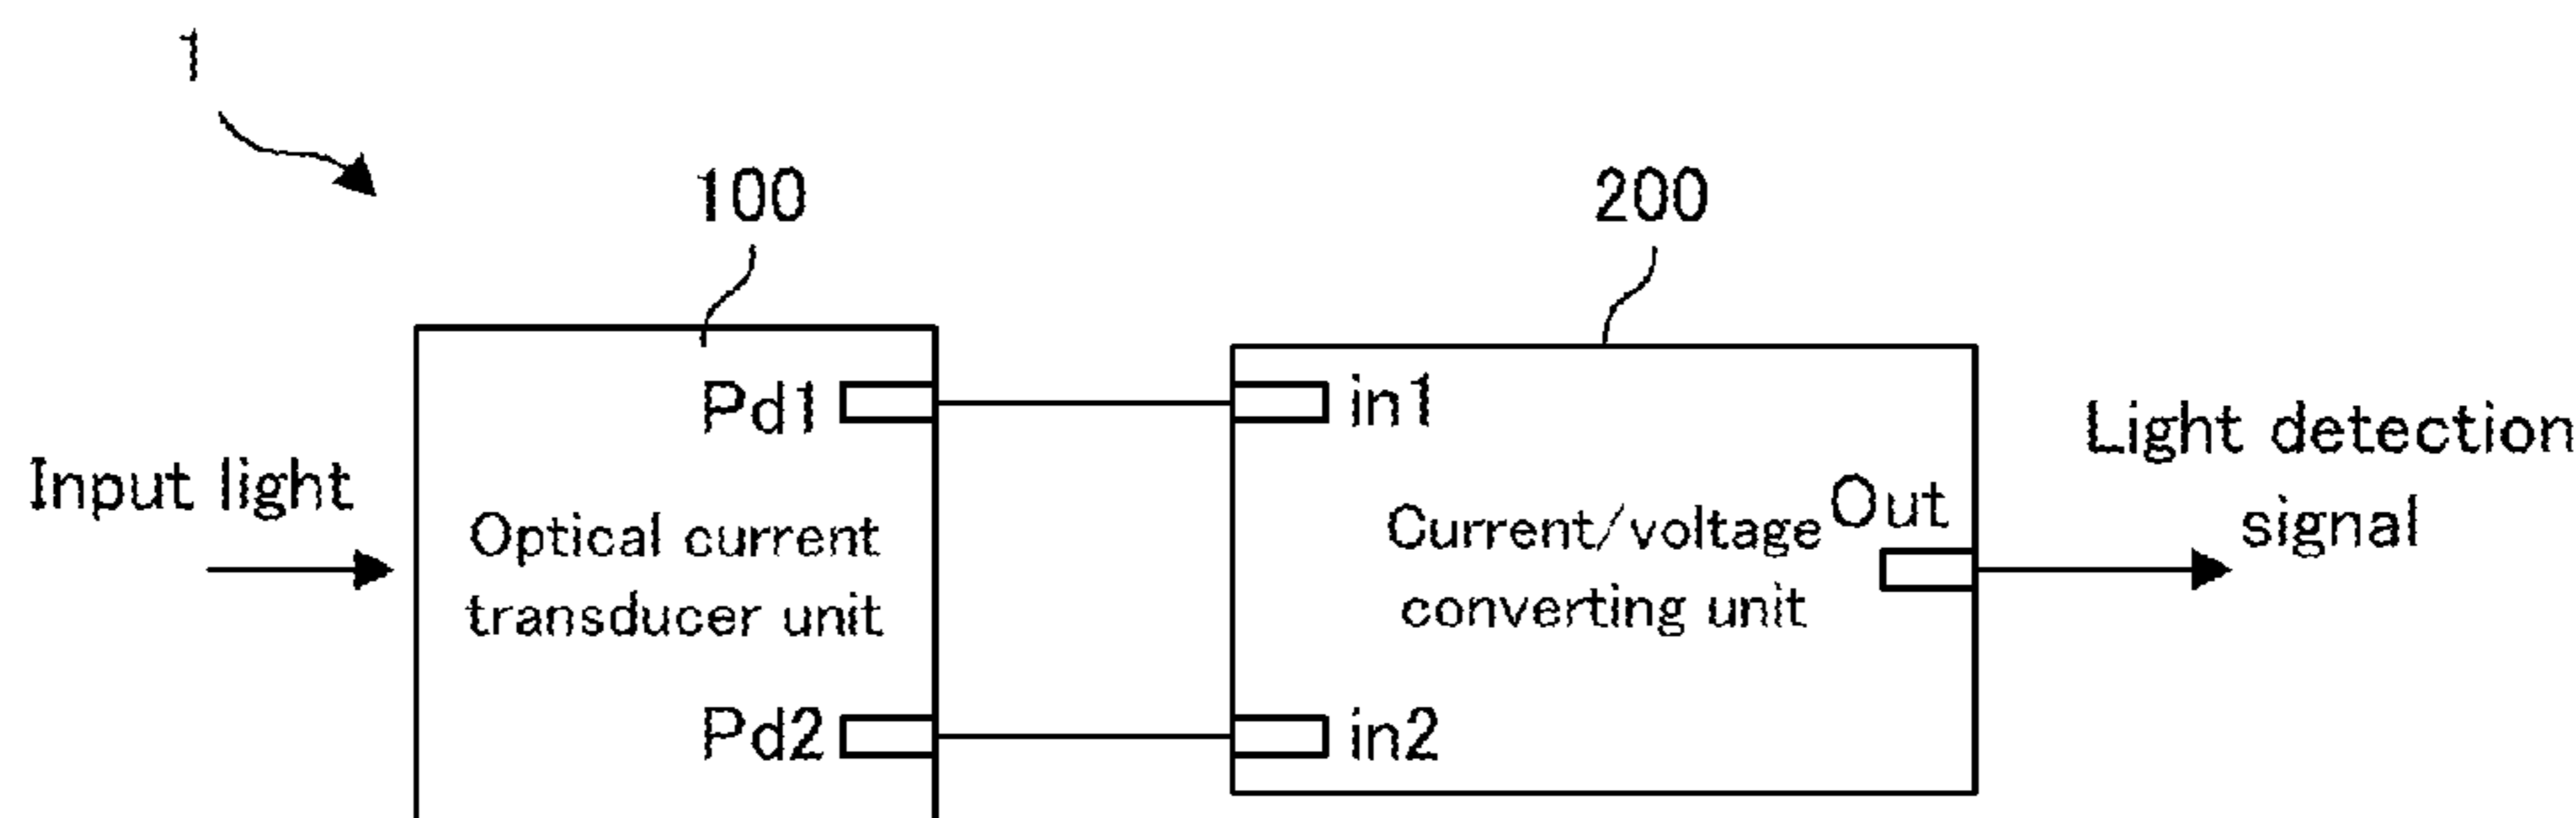 1
100
200
Pd1
in1
Input light
Optical current
transducer unit
Current/voltage
converting unit
Out
Light detection
signal
Pd2
in2